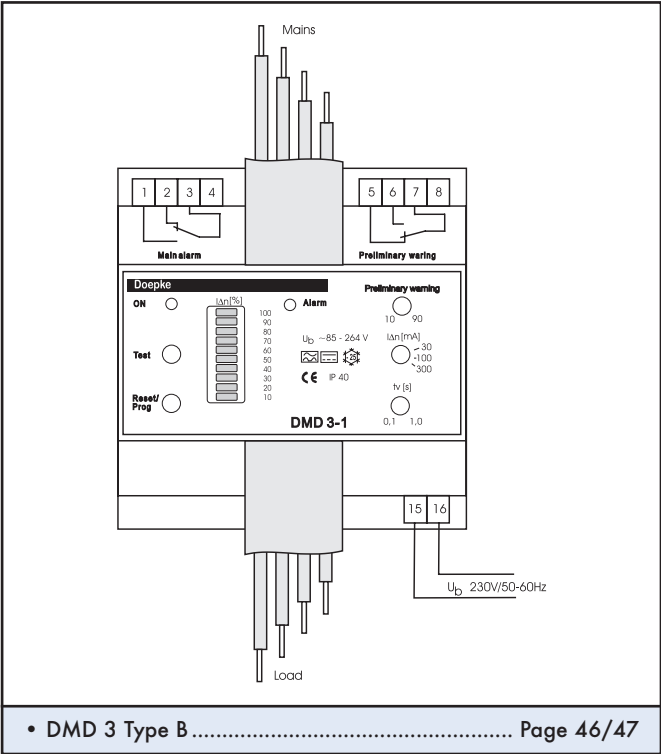 Mains
1 2 3 4
5 6 7 8
Main alarm
Preliminary waring
Doepke
ON
I∆n[%]
Alarm
Preliminary warning
100
90
80
70
60
50
40
30
20
10
10 90
Test
Ub ~85 - 264 V
I∆n [mA]
30
100
300
25
CE IP 40
Reset/
Prog
tv [s]
0,1 1,0
DMD 3-1
15 16
Ub 230V/50-60Hz
Load
• DMD 3 Type B.................................................... Page 46/47